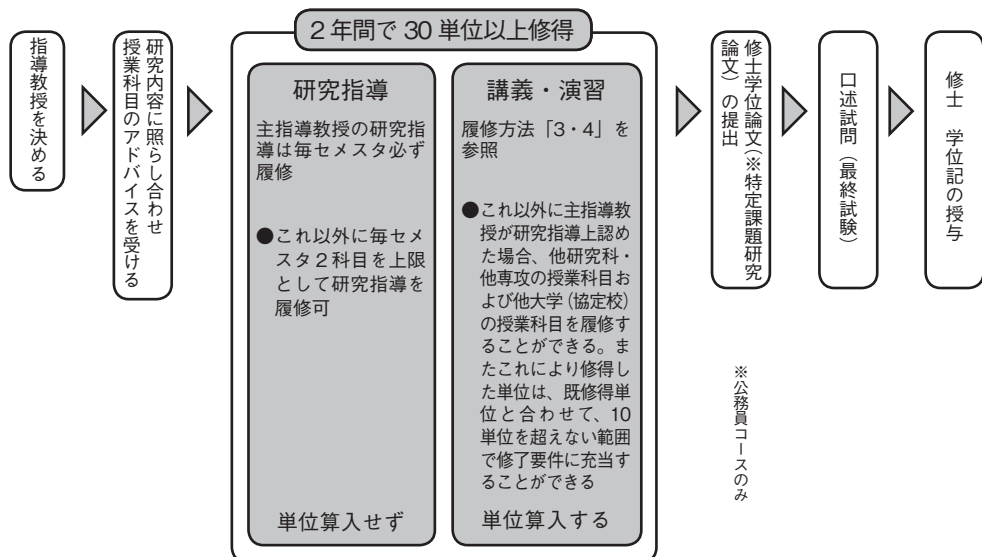 指導教授を決める
研究内容に照らし合わせ
授業科目のアドバイスを受ける
2年間で30単位以上修得
研究指導
主指導教授の研究指
導は毎セメスタ必ず
履修
●これ以外に毎セメ
スタ2科目を上限
として研究指導を
履修可
単位算入せず
講義・演習
履修方法「3・4」を
参照
●これ以外に主指導教
授が研究指導上認め
た場合、他研究科・
他専攻の授業科目お
よび他大学(協定校)
の授業科目を履修す
ることができる。ま
たこれにより修得し
た単位は、既修得単
位と合わせて、10
単位を超えない範囲
で修了要件に充当す
ることができる
単位算入する
修士学位論文(※特定課題研究
論文)の提出
口述試問(最終試験)
修士 学位記の授与
※公務員コースのみ